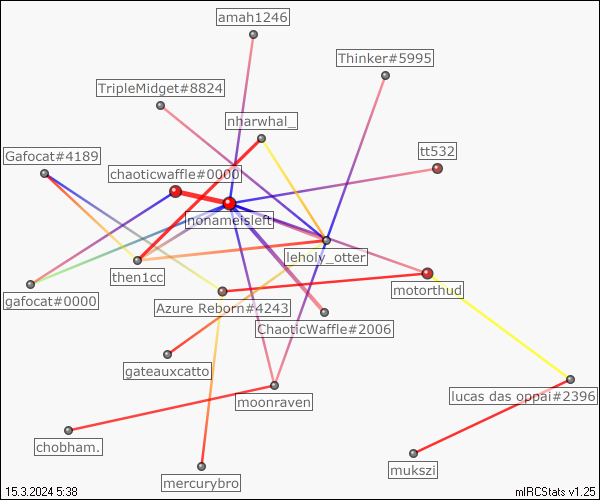 amah1246
Thinker#5995
TripleMidget#8824
nharwhal_
Gafocat#4189
tt532
chaoticwaffle#0000
nonameisleft
leholy_otter
then1cc
motorthud
gafocat#0000
Azure Reborn#4243
ChaoticWaffle#2006
gateauxcatto
lucas das oppai#2396
moonraven
chobham.
mukszi
mercurybro
15.3.2024 5:38
mIRCStats v1.25